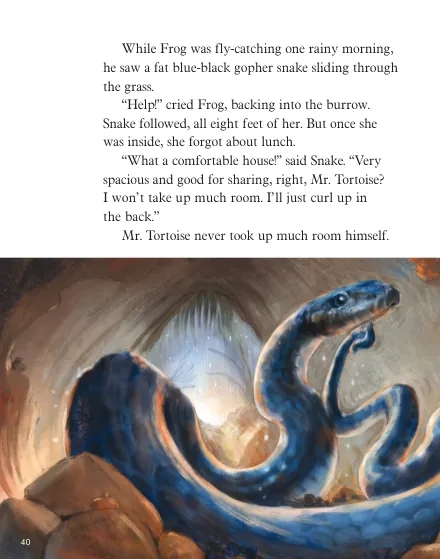 While Frog was fly-catching one rainy morning,
he saw a fat blue-black gopher snake sliding through
the grass.
“Help!” cried Frog, backing into the burrow.
Snake followed, all eight feet of her. But once she
was inside, she forgot about lunch.
“What a comfortable house!” said Snake. “Very
spacious and good for sharing, right, Mr. Tortoise?
I won’t take up much room. I’ll just curl up in
the back.”
Mr. Tortoise never took up much room himself.
40